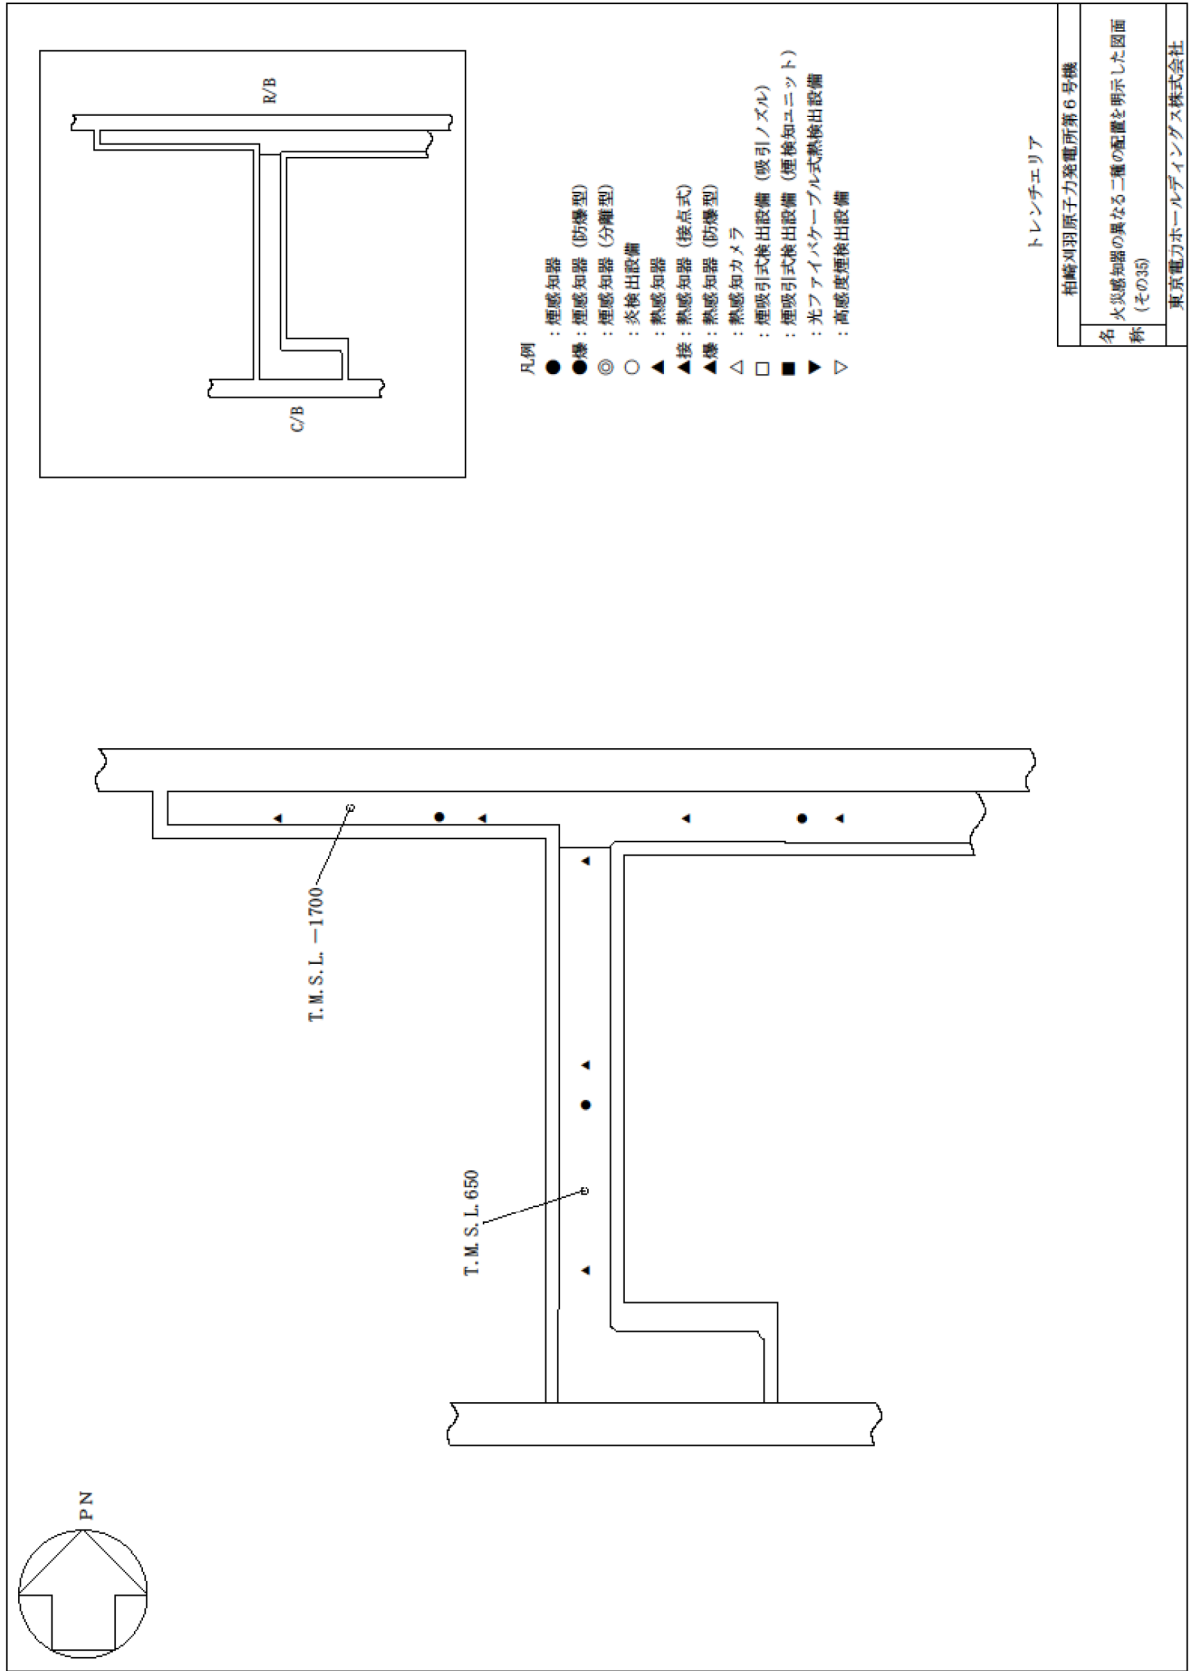 PN
T.M.S.L.650
T.M.S.L.－1700
C/B
R/B
凡例
● ：煙感知器
●爆：煙感知器（防爆型）
◎ ：煙感知器（分離型）
○ ：炎検出設備
▲ ：熱感知器
▲接：熱感知器（接点式）
▲爆：熱感知器（防爆型）
△ ：熱感知カメラ
□ ：煙吸引式検出設備（吸引ノズル）
■ ：煙吸引式検出設備（煙検知ユニット）
▼ ：光ファイバケーブル式熱検出設備
▽ ：高感度煙検出設備
トレンチエリア
柏崎刈羽原子力発電所第６号機
名称
火災感知器の異なる二種の配置を明示した図面
(その35)
東京電力ホールディングス株式会社